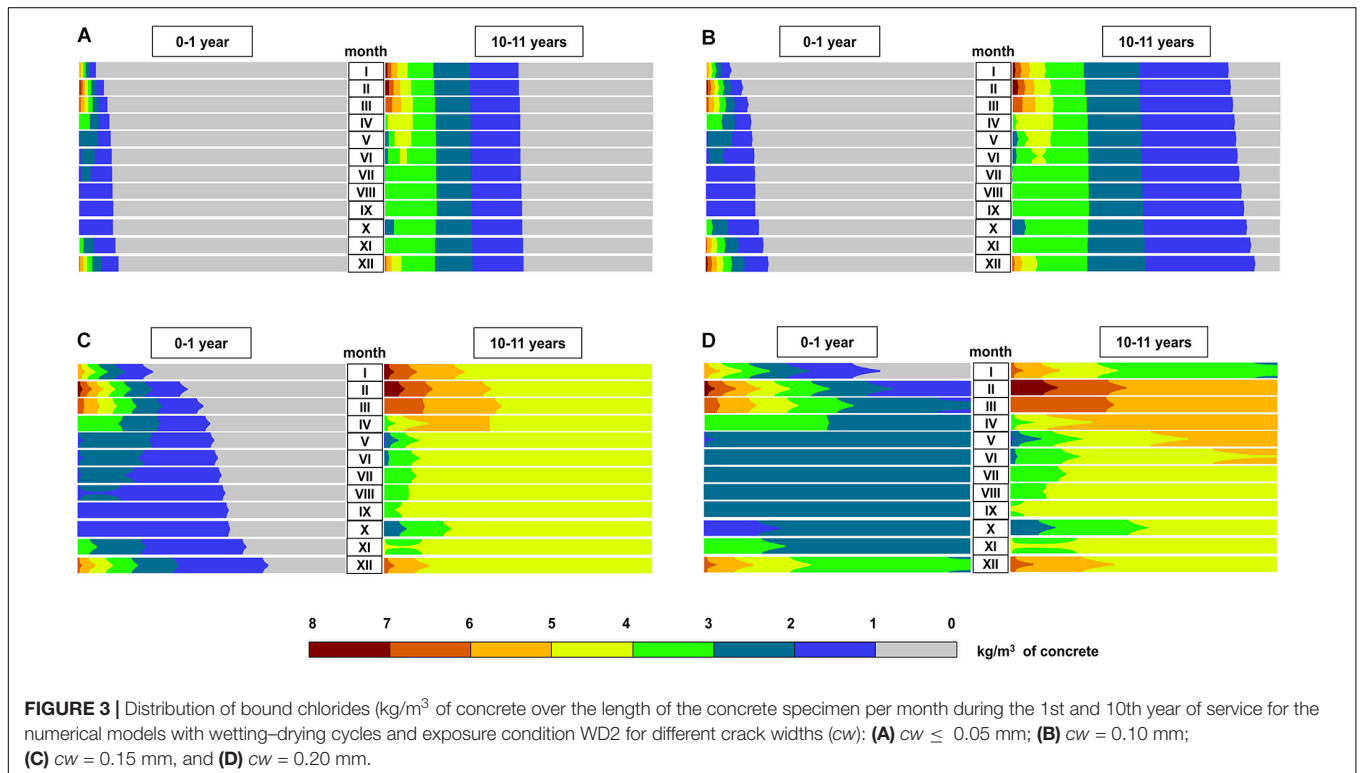 A
0-1 year
10-11 years
month
I
II
III
IV
V
VI
VII
VIII
IX
X
XI
XII
B
0-1 year
10-11 years
month
I
II
III
IV
V
VI
VII
VIII
IX
X
XI
XII
C
0-1 year
10-11 years
month
I
II
III
IV
V
VI
VII
VIII
IX
X
XI
XII
D
0-1 year
10-11 years
month
I
II
III
IV
V
VI
VII
VIII
IX
X
XI
XII
8 7 6 5 4 3 2 1 0
kg/m³ of concrete
FIGURE 3 | Distribution of bound chlorides (kg/m³ of concrete over the length of the concrete specimen per month during the 1st and 10th year of service for the
numerical models with wetting–drying cycles and exposure condition WD2 for different crack widths (cw): (A) cw ≤ 0.05 mm; (B) cw = 0.10 mm;
(C) cw = 0.15 mm, and (D) cw = 0.20 mm.